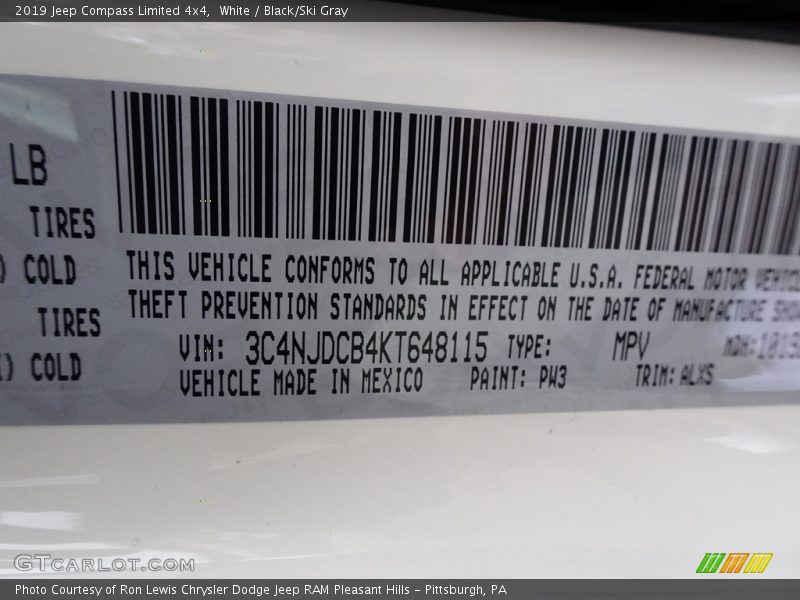 2019 Jeep Compass Limited 4x4, White / Black/Ski Gray
LB
TIRES
) COLD
TIRES
) COLD
THIS VEHICLE CONFORMS TO ALL APPLICABLE U.S.A. FEDERAL MOTOR
THEFT PREVENTION STANDARDS IN EFFECT ON THE DATE OF MANUFACTURE
VIN: 3C4NJDCB4KT648115 TYPE: MPV MDH:
VEHICLE MADE IN MEXICO PAINT: PW3 TRIM: ALXS
GTcarlot.com
Photo Courtesy of Ron Lewis Chrysler Dodge Jeep RAM Pleasant Hills – Pittsburgh, PA